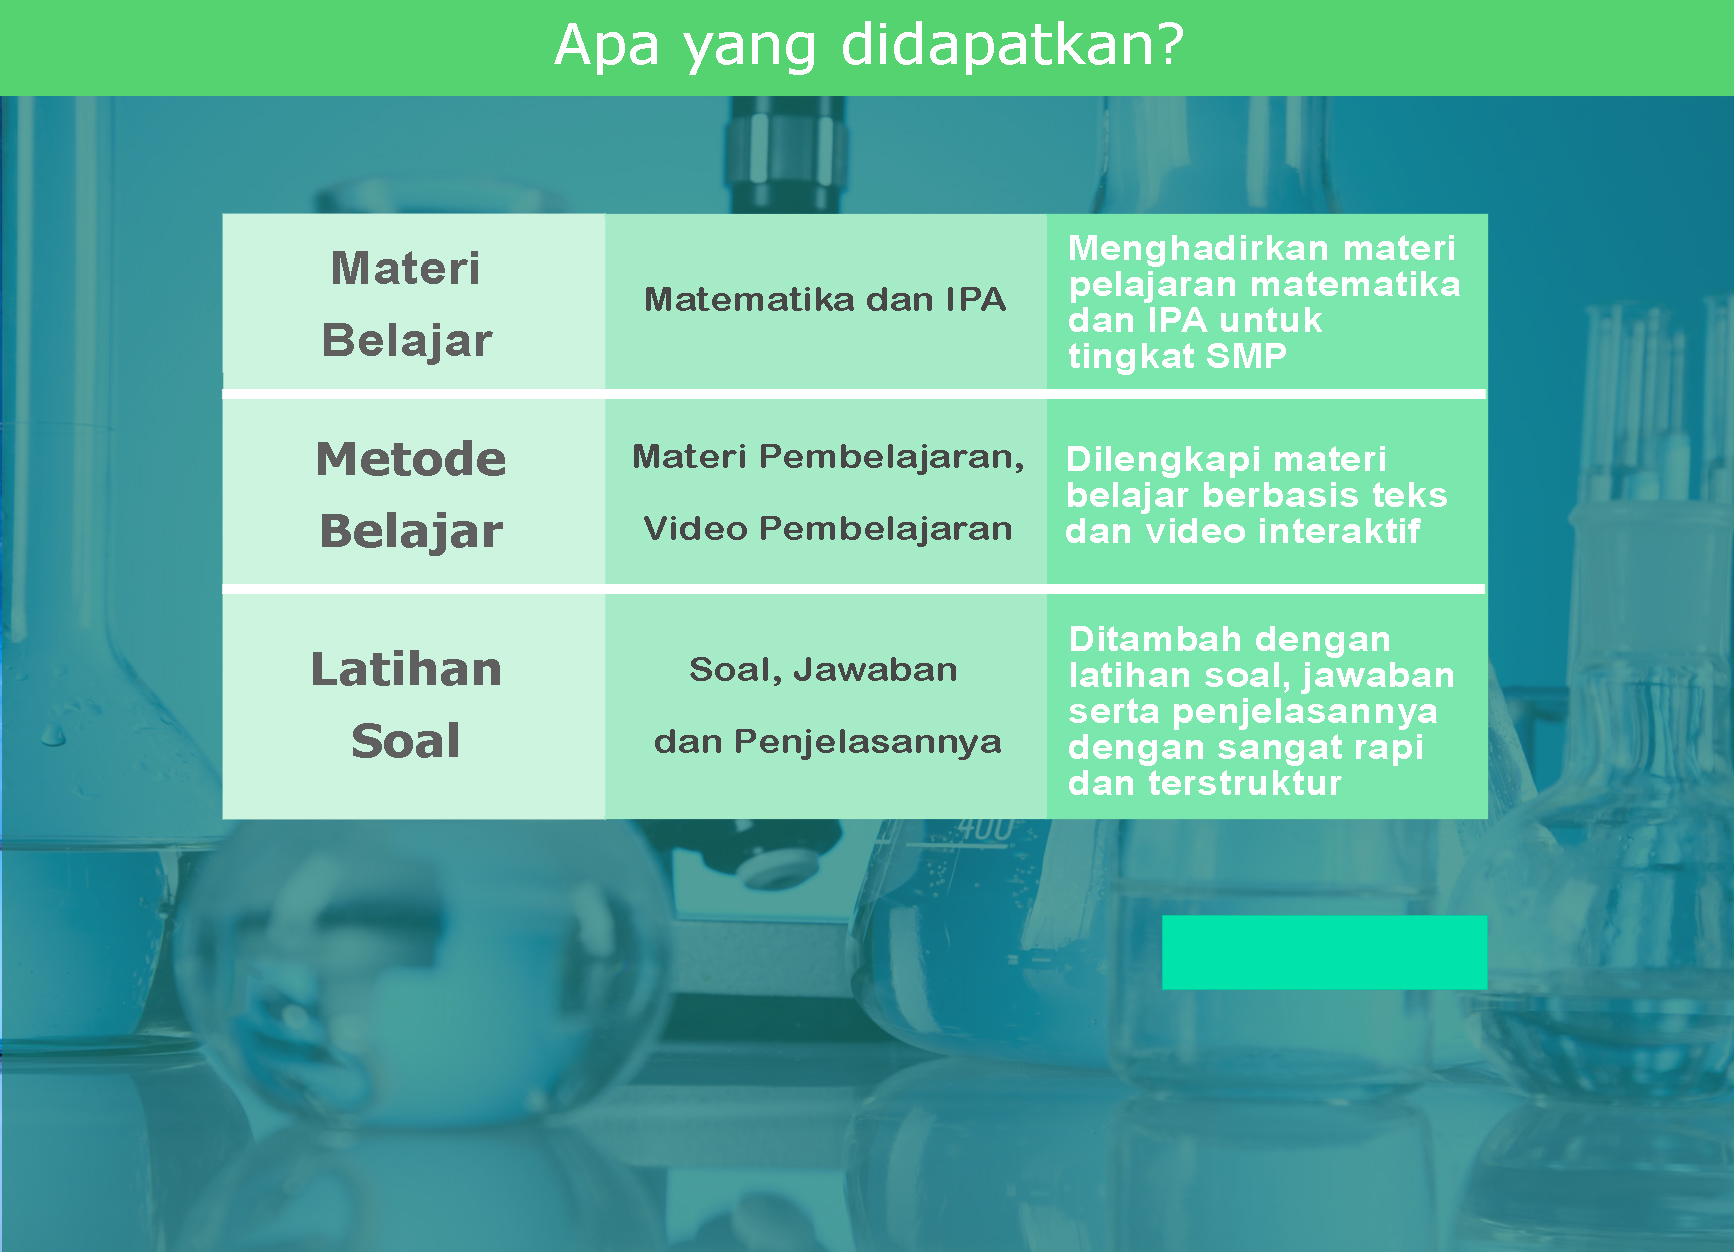 Apa yang didapatkan?
Materi
Belajar
Matematika dan IPA
Menghadirkan materi
pelajaran matematika
dan IPA untuk
tingkat SMP
Metode
Belajar
Materi Pembelajaran,
Video Pembelajaran
Dilengkapi materi
belajar berbasis teks
dan video interaktif
Latihan
Soal
Soal, Jawaban
dan Penjelasannya
Ditambah dengan
latihan soal, jawaban
serta penjelasannya
dengan sangat rapi
dan terstruktur
400